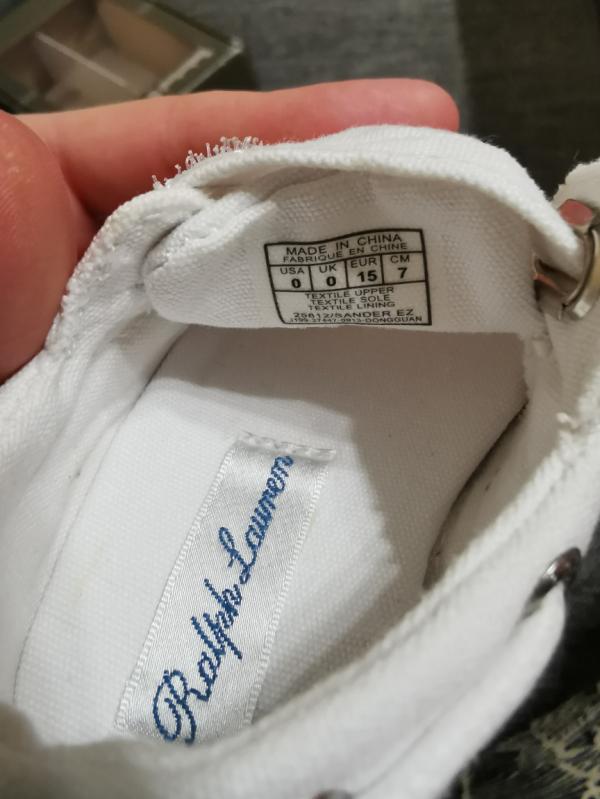 MADE IN CHINA
FABRIQUE EN CHINE
USA UK EUR CM
0 0 15 7
TEXTILE UPPER
TEXTILE SOLE
TEXTILE LINING
25612/SANDER EZ
Ralph Lauren